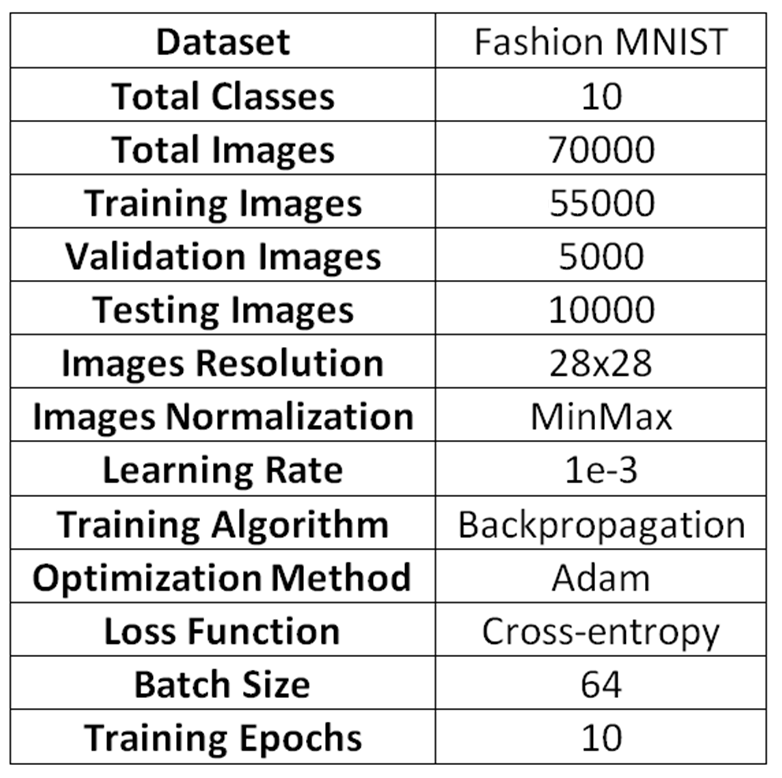 Dataset Fashion MNIST
Total Classes 10
Total Images 70000
Training Images 55000
Validation Images 5000
Testing Images 10000
Images Resolution 28x28
Images Normalization MinMax
Learning Rate 1e-3
Training Algorithm Backpropagation
Optimization Method Adam
Loss Function Cross-entropy
Batch Size 64
Training Epochs 10